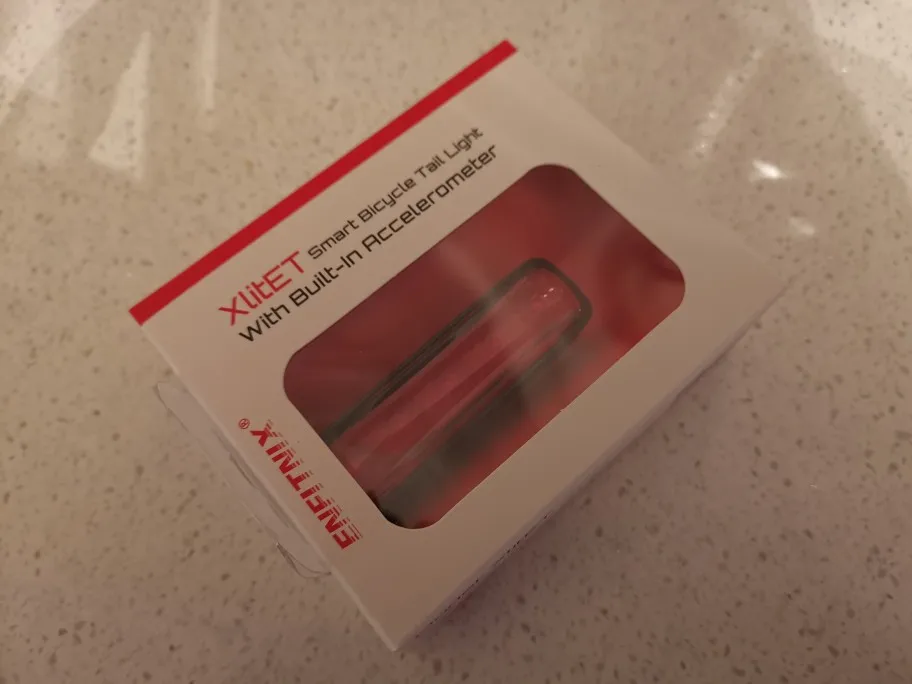 XlitET Smart Bicycle Tail Light
With Built-In Accelerometer
ENFITNIX®